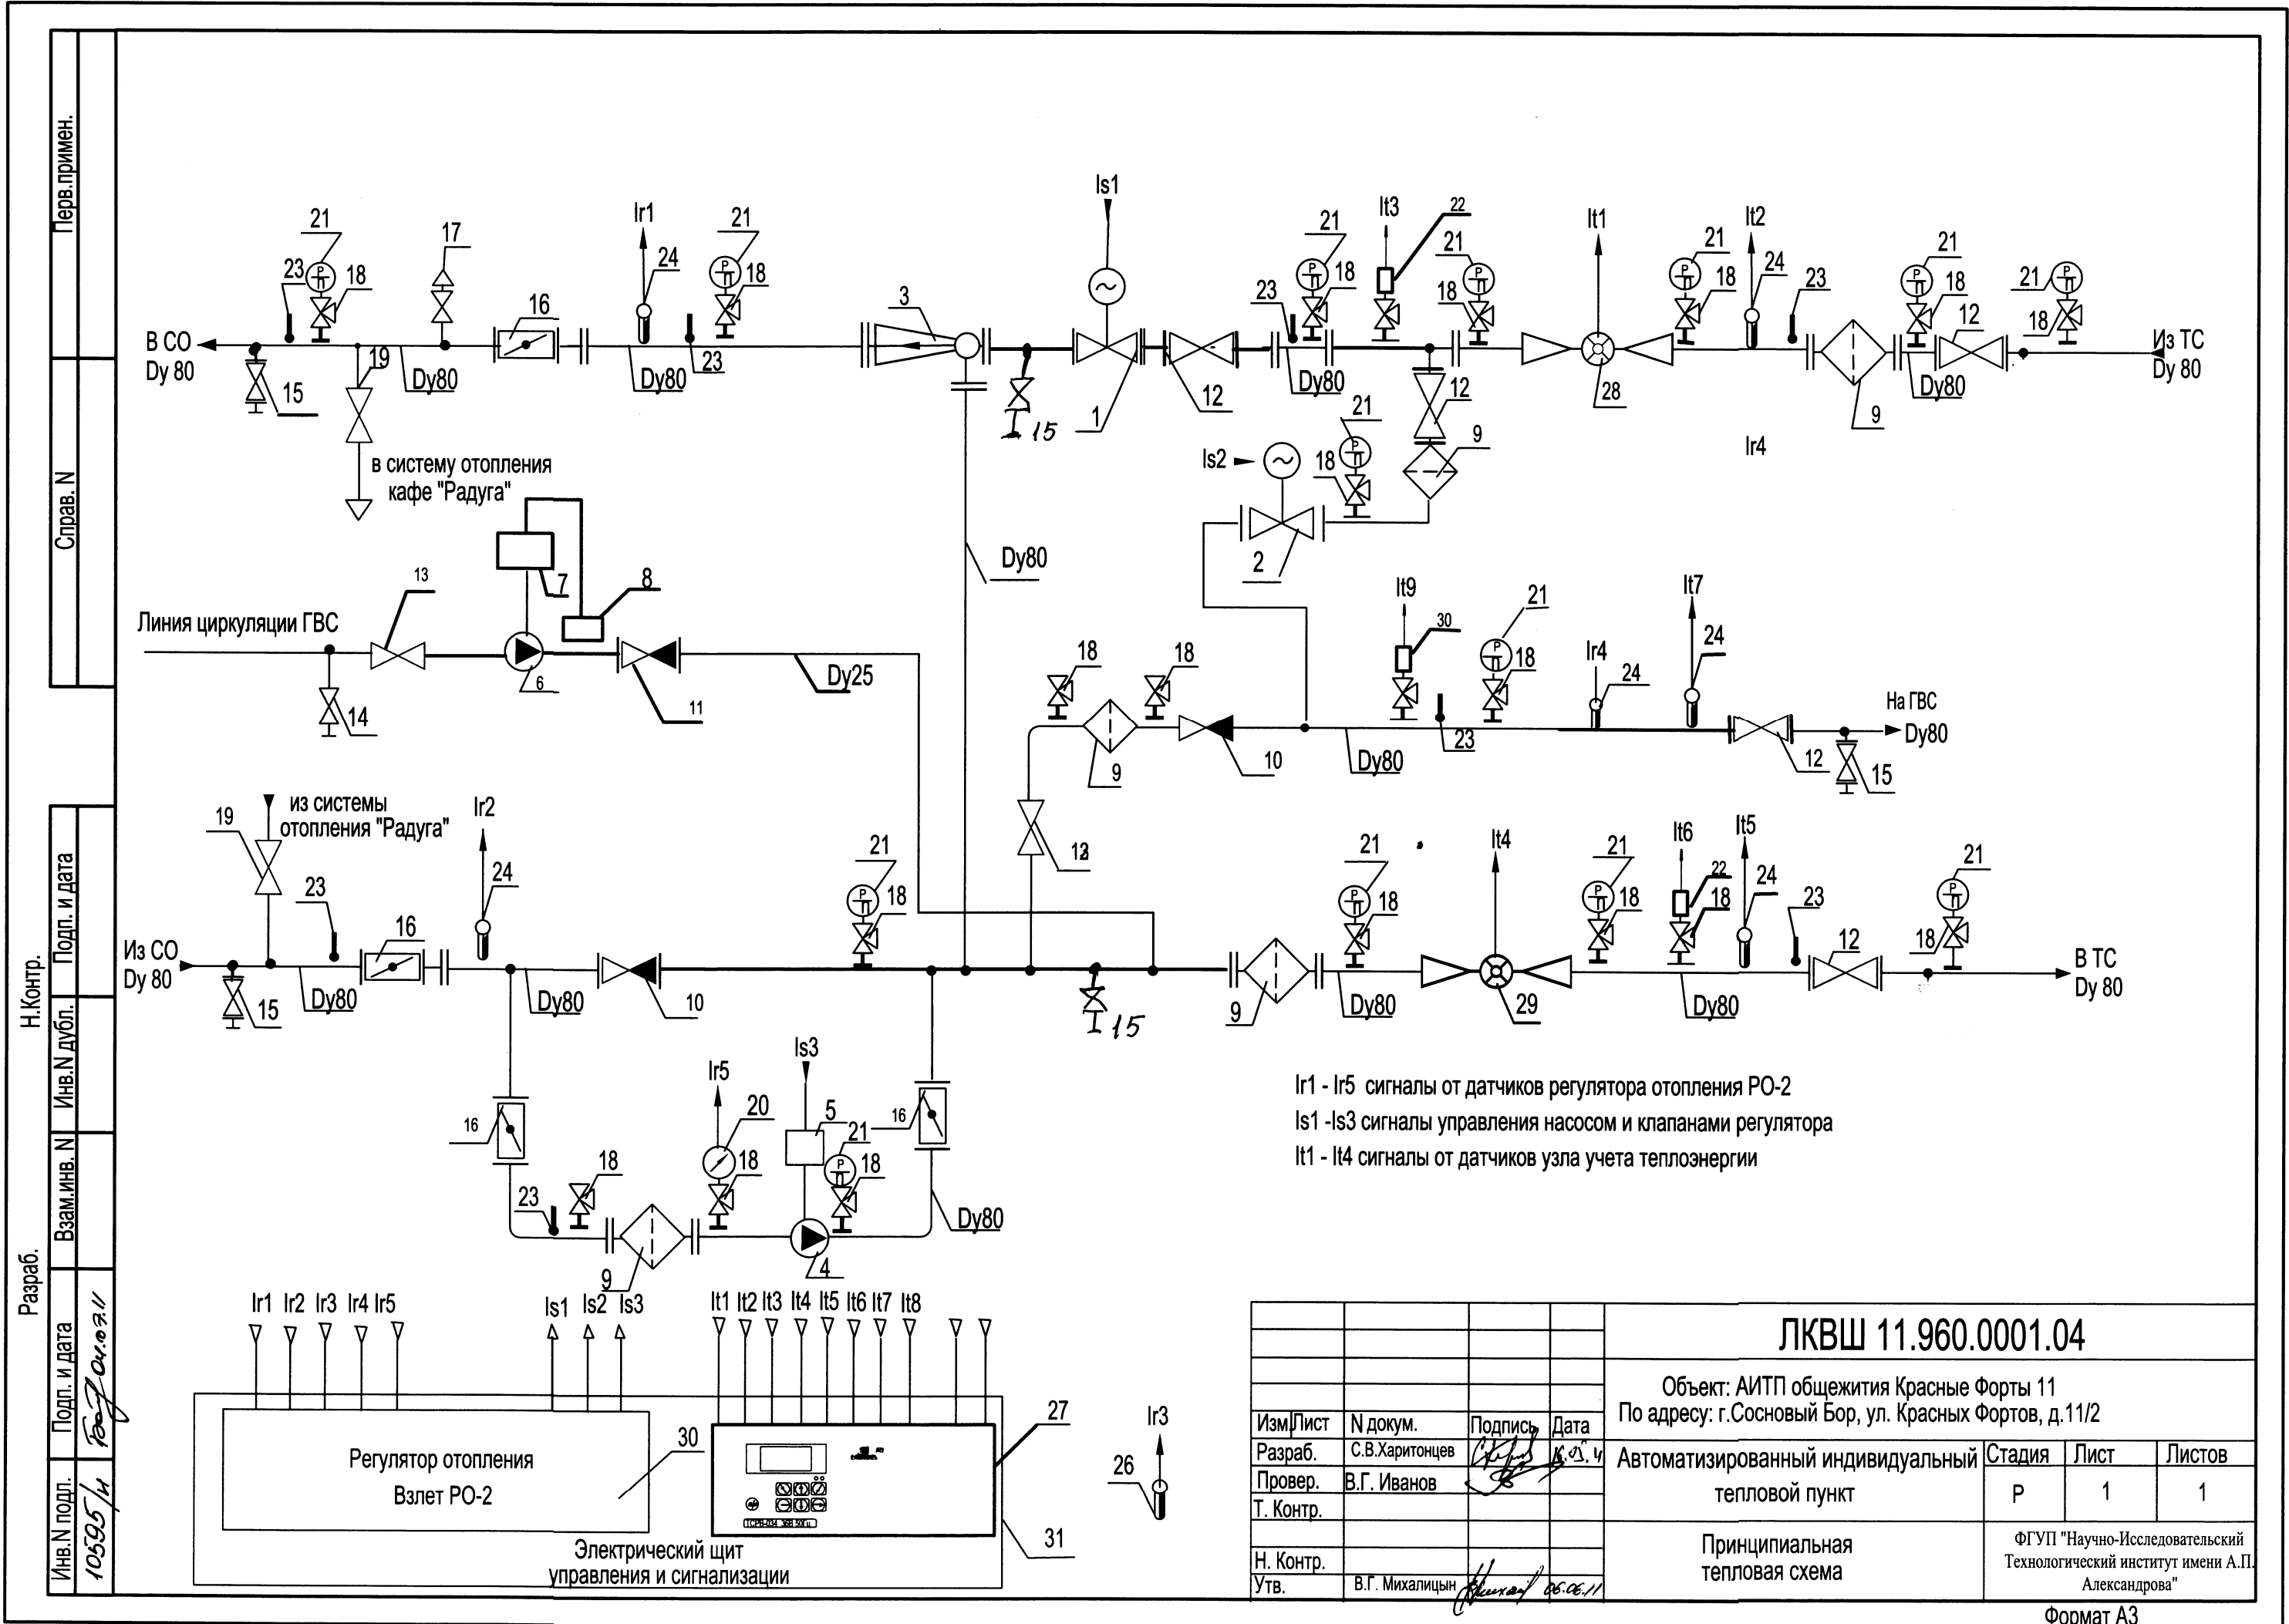 Перв.примен.
Справ. N
Н.Контр.
Разраб.
Подп. и дата
Инв.N дубл.
Взам.инв. N
Подп. и дата
04.07.11
Инв.N подл.
10595/и
Is1
Ir1
It3
22
It1
It2
21
17
24
21
21
21
21
24
21
21
23
18
18
23
18
18
18
23
18
18
12
16
3
В СО
Dy 80
Из ТС
Dy 80
15
19
Dy80
Dy80
23
15
1
12
Dy80
12
28
Dy80
9
21
9
Ir4
в систему отопления
кафе "Радуга"
Is2
18
2
Dy80
7
8
13
Линия циркуляции ГВС
6
11
Dy25
14
It9
30
21
It7
18
18
18
Ir4
24
24
На ГВС
Dy80
9
10
Dy80
23
12
15
из системы
отопления "Радуга"
19
Ir2
24
23
16
21
18
12
21
18
It4
21
18
It6
22
18
It5
24
23
12
21
18
Из СО
Dy 80
15
Dy80
Dy80
10
15
9
Dy80
29
Dy80
В ТС
Dy 80
Is3
Ir5
20
5
21
16
16
18
18
18
23
Dy80
9
4
Ir1 - Ir5 сигналы от датчиков регулятора отопления РО-2
Is1 -Is3 сигналы управления насосом и клапанами регулятора
It1 - It4 сигналы от датчиков узла учета теплоэнергии
Ir1 Ir2 Ir3 Ir4 Ir5
Is1 Is2 Is3
It1 It2 It3 It4 It5 It6 It7 It8
Регулятор отопления
Взлет РО-2
30
27
ТСРВ-034 36В 50Гц
31
Электрический щит
управления и сигнализации
Ir3
26
ЛКВШ 11.960.0001.04
Объект: АИТП общежития Красные Форты 11
По адресу: г.Сосновый Бор, ул. Красных Фортов, д.11/2
Изм Лист N докум. Подпись Дата
Разраб. С.В.Харитонцев
Провер. В.Г. Иванов
Т. Контр.
Н. Контр.
Утв. В.Г. Михалицын 06.06.11
Автоматизированный индивидуальный
тепловой пункт
Стадия Лист Листов
Р 1 1
Принципиальная
тепловая схема
ФГУП "Научно-Исследовательский
Технологический институт имени А.П.
Александрова"
Формат А3